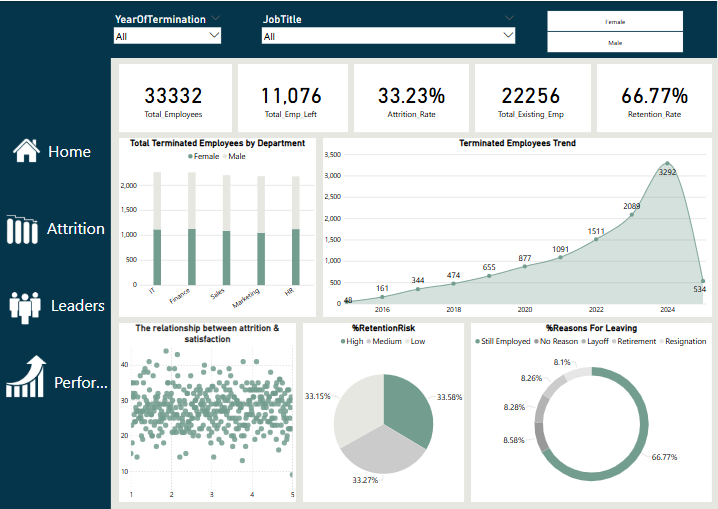 YearOfTermination
All
JobTitle
All
Female
Male
Home
Attrition
Leaders
Perfor...
33332
Total_Employees
11,076
Total_Emp_Left
33.23%
Attrition_Rate
22256
Total_Existing_Emp
66.77%
Retention_Rate
Total Terminated Employees by Department
Female Male
2,000
1,500
1,000
500
0
IT
Finance
Sales
Marketing
HR
Terminated Employees Trend
3,500
3,000
2,500
2,000
1,500
1,000
500
0
48
161
344
474
655
877
1091
1511
2089
3292
534
2016
2018
2020
2022
2024
The relationship between attrition &
satisfaction
40
30
20
10
1
2
3
4
5
%RetentionRisk
High Medium Low
33.15%
33.58%
33.27%
%Reasons For Leaving
Still Employed No Reason Layoff Retirement Resignation
8.1%
8.26%
8.28%
8.58%
66.77%